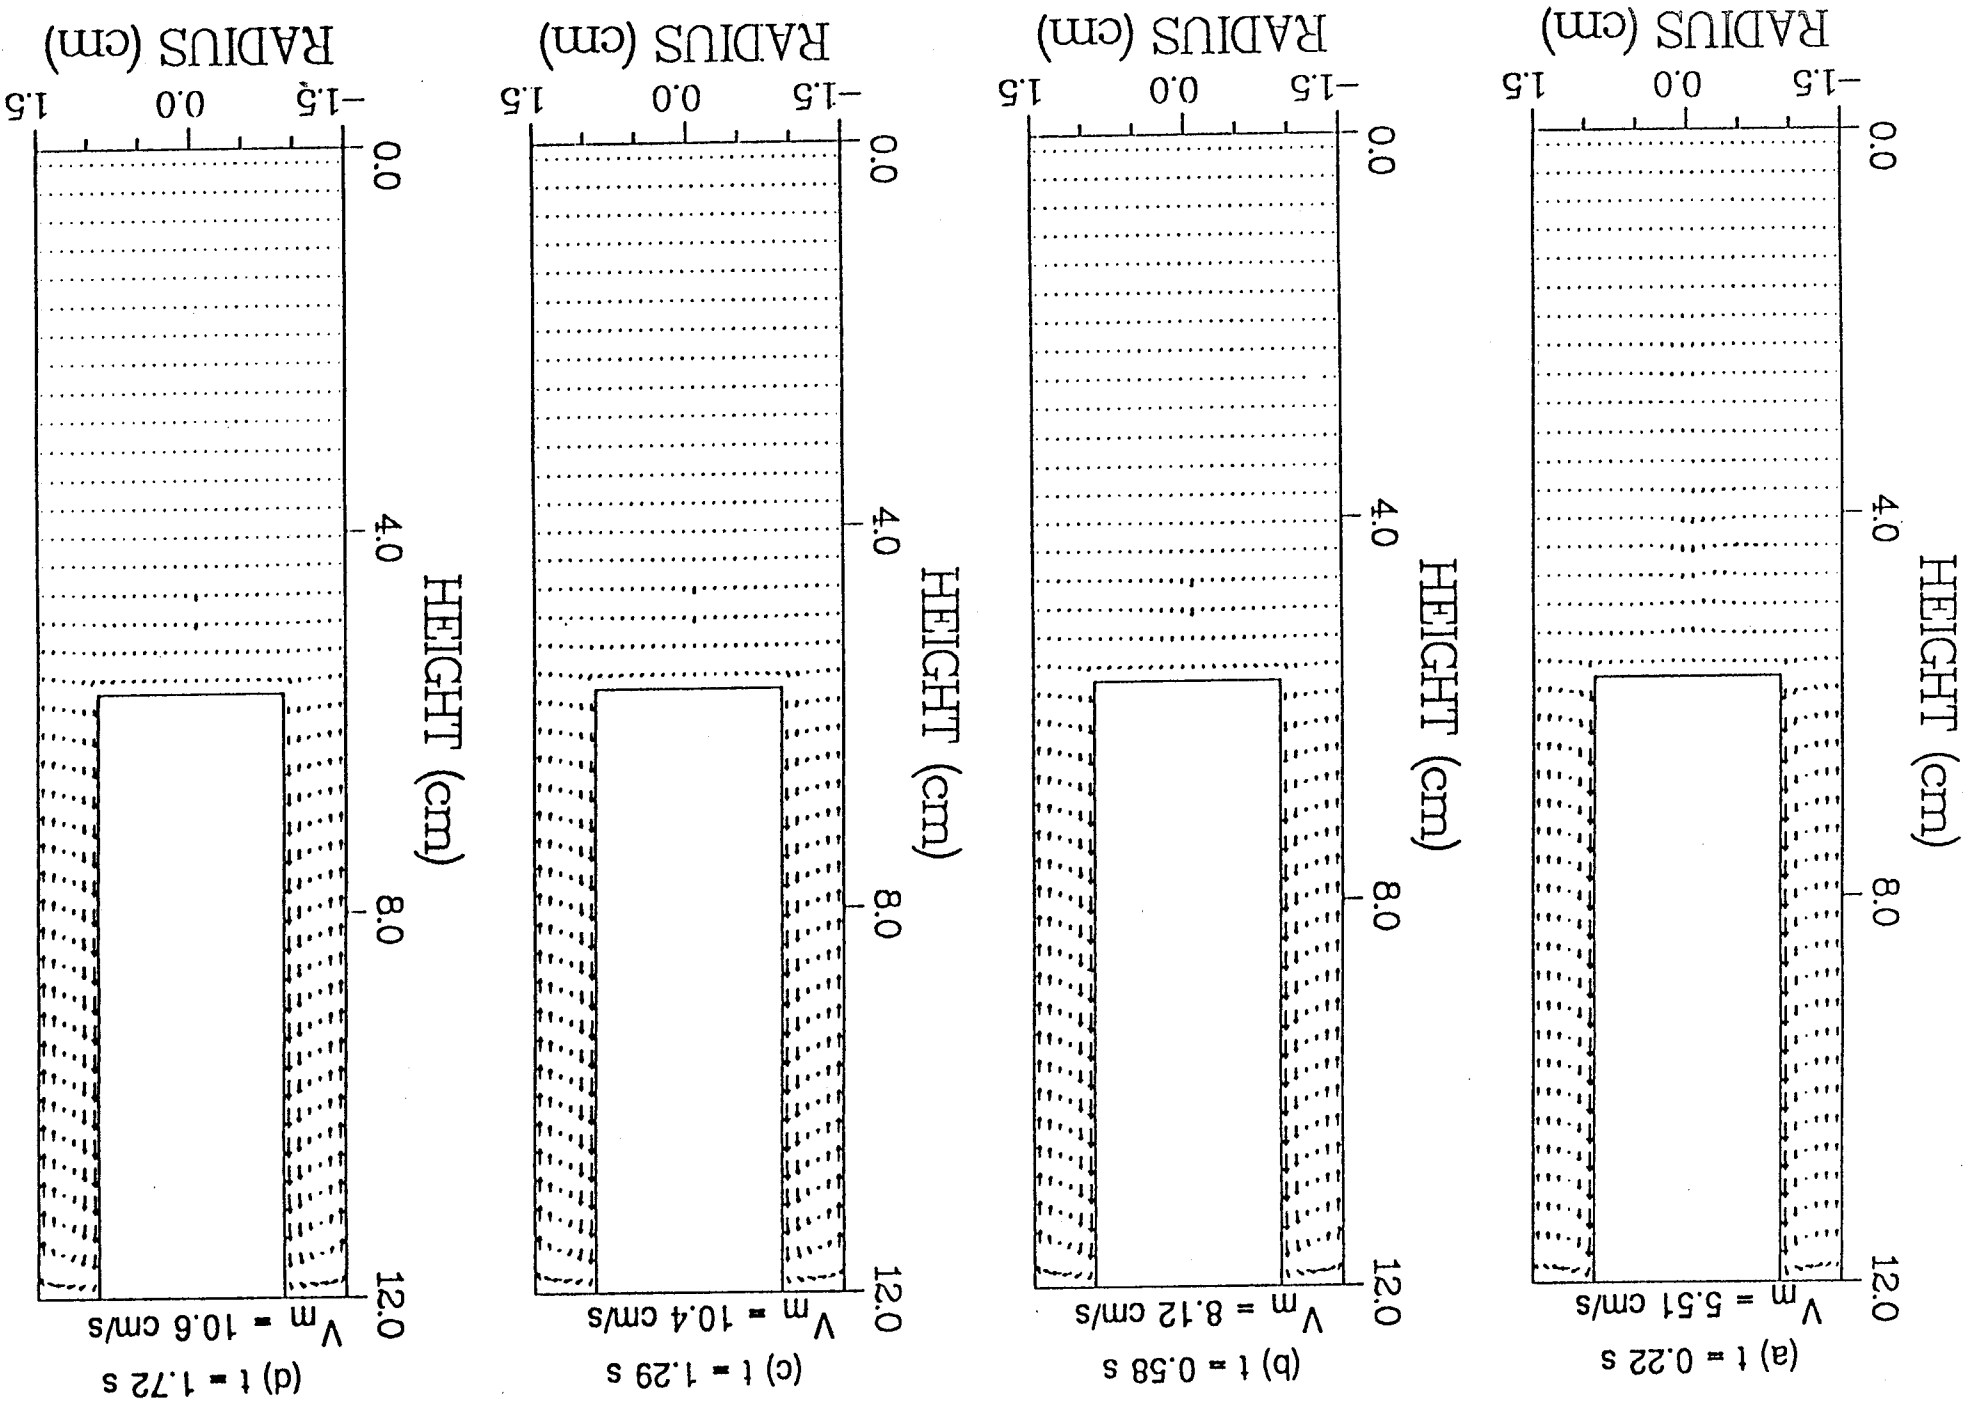 (a) t = 0.22 s
V_m = 5.51 cm/s
12.0
8.0
4.0
0.0
HEIGHT (cm)
-1.5
0.0
1.5
RADIUS (cm)
(b) t = 0.58 s
V_m = 8.12 cm/s
12.0
8.0
4.0
0.0
HEIGHT (cm)
-1.5
0.0
1.5
RADIUS (cm)
(c) t = 1.29 s
V_m = 10.4 cm/s
12.0
8.0
4.0
0.0
HEIGHT (cm)
-1.5
0.0
1.5
RADIUS (cm)
(d) t = 1.72 s
V_m = 10.6 cm/s
12.0
8.0
4.0
0.0
HEIGHT (cm)
-1.5
0.0
1.5
RADIUS (cm)